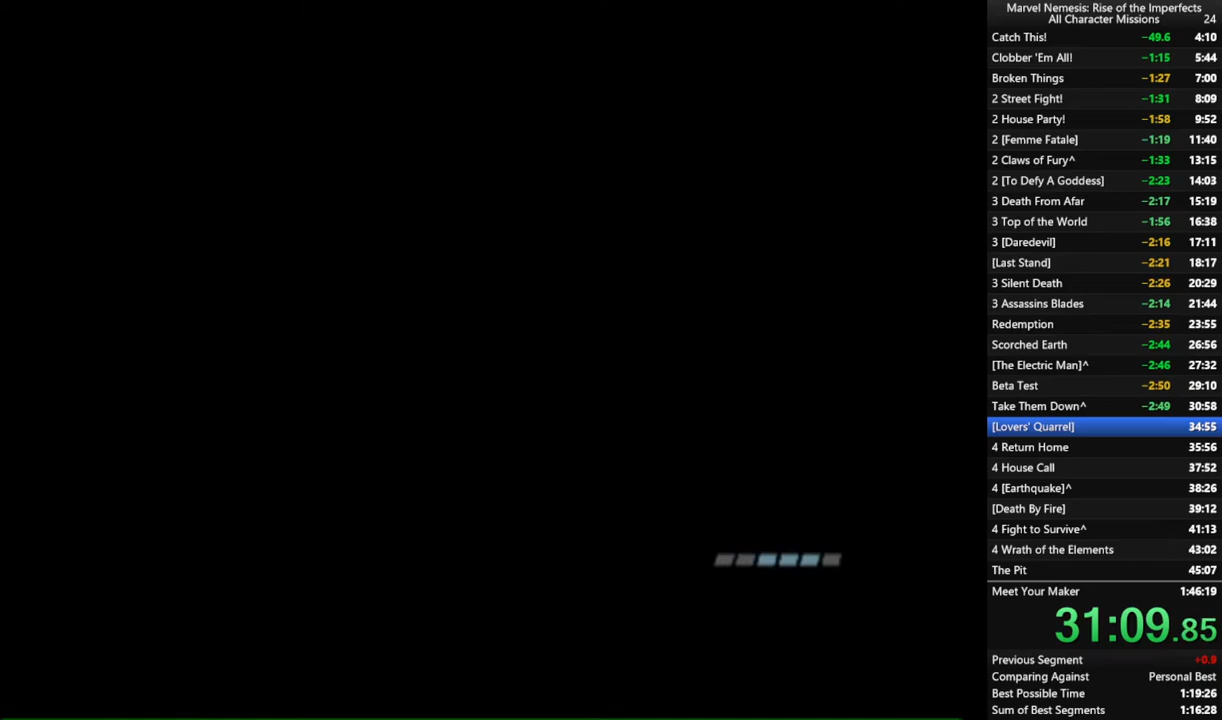 Marvel Nemesis: Rise of the Imperfects
All Character Missions 24
Catch This! −49.6 4:10
Clobber 'Em All! −1:15 5:44
Broken Things −1:27 7:00
2 Street Fight! −1:31 8:09
2 House Party! −1:58 9:52
2 [Femme Fatale] −1:19 11:40
2 Claws of Fury^ −1:33 13:15
2 [To Defy A Goddess] −2:23 14:03
3 Death From Afar −2:17 15:19
3 Top of the World −1:56 16:38
3 [Daredevil] −2:16 17:11
[Last Stand] −2:21 18:17
3 Silent Death −2:26 20:29
3 Assassins Blades −2:14 21:44
Redemption −2:35 23:55
Scorched Earth −2:44 26:56
[The Electric Man]^ −2:46 27:32
Beta Test −2:50 29:10
Take Them Down^ −2:49 30:58
[Lovers' Quarrel] 34:55
4 Return Home 35:56
4 House Call 37:52
4 [Earthquake]^ 38:26
[Death By Fire] 39:12
4 Fight to Survive^ 41:13
4 Wrath of the Elements 43:02
The Pit 45:07
Meet Your Maker 1:46:19
31:09.85
Previous Segment +0.9
Comparing Against Personal Best
Best Possible Time 1:19:26
Sum of Best Segments 1:16:28